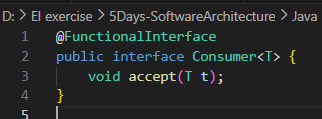 D: > EI exercise > 5Days-SoftwareArchitecture > Java
1 @FunctionalInterface
2 public interface Consumer<T> {
3 void accept(T t);
4 }
5